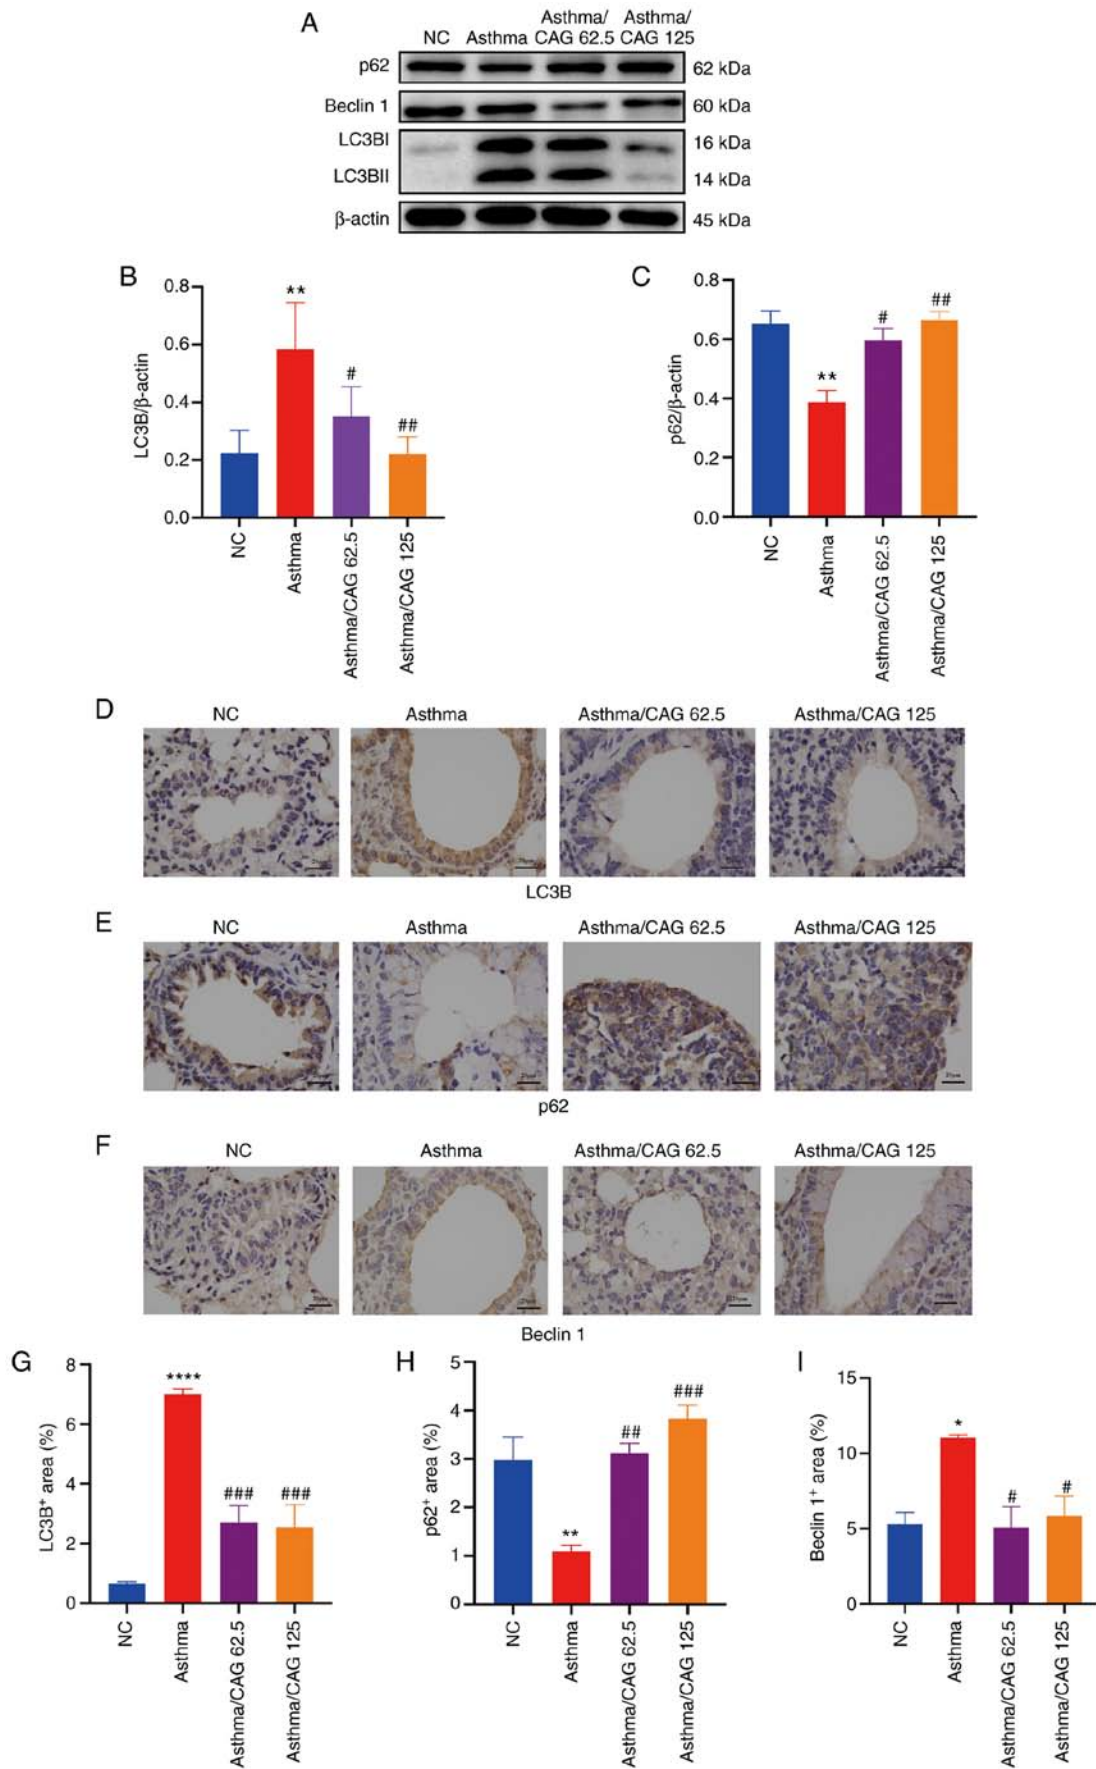 A
NC Asthma Asthma/ CAG 62.5 Asthma/ CAG 125
p62 62 kDa
Beclin 1 60 kDa
LC3BI 16 kDa
LC3BII 14 kDa
β-actin 45 kDa
B
LC3B/β-actin
0.8
**
0.6
#
0.4
##
0.2
0.0
NC
Asthma
Asthma/CAG 62.5
Asthma/CAG 125
C
p62/β-actin
0.8
##
#
0.6
**
0.4
0.2
0.0
NC
Asthma
Asthma/CAG 62.5
Asthma/CAG 125
D
NC Asthma Asthma/CAG 62.5 Asthma/CAG 125
LC3B
E
NC Asthma Asthma/CAG 62.5 Asthma/CAG 125
p62
F
NC Asthma Asthma/CAG 62.5 Asthma/CAG 125
Beclin 1
G
LC3B⁺ area (%)
8
****
6
4
### ###
2
0
NC
Asthma
Asthma/CAG 62.5
Asthma/CAG 125
H
p62⁺ area (%)
5
###
4
##
3
2
**
1
0
NC
Asthma
Asthma/CAG 62.5
Asthma/CAG 125
I
Beclin 1⁺ area (%)
15
*
10
# #
5
0
NC
Asthma
Asthma/CAG 62.5
Asthma/CAG 125